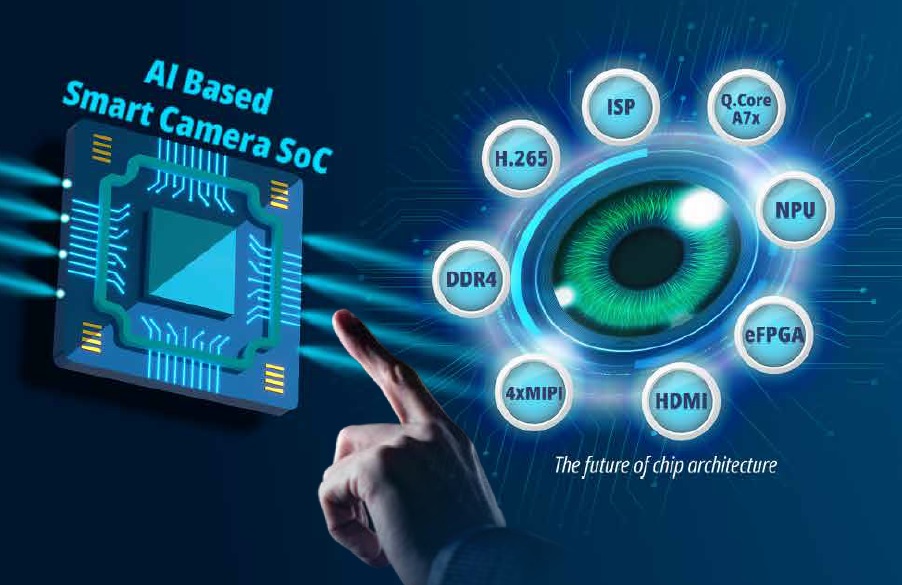 AI Based
Smart Camera SoC
ISP
Q.Core
A7x
H.265
NPU
DDR4
eFPGA
4xMIPI
HDMI
The future of chip architecture